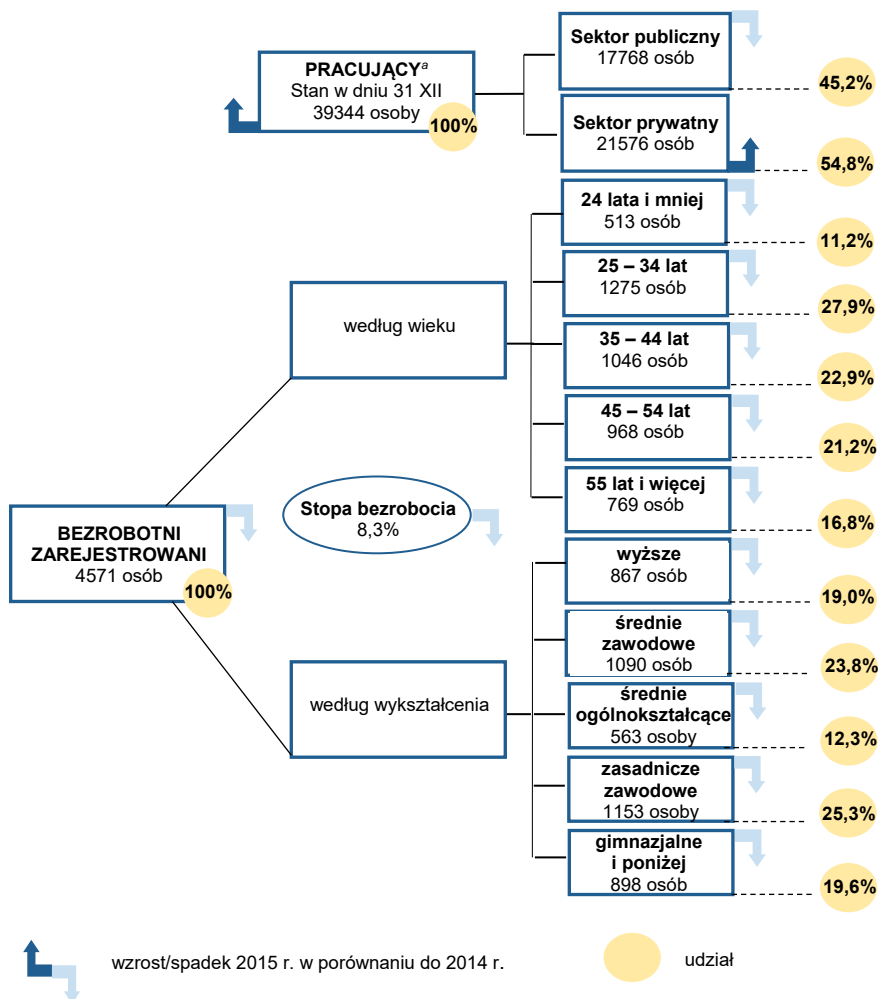 PRACUJĄCYᵃ
Stan w dniu 31 XII
39344 osoby
100%
Sektor publiczny
17768 osób
45,2%
Sektor prywatny
21576 osób
54,8%
24 lata i mniej
513 osób
11,2%
25 – 34 lat
1275 osób
27,9%
35 – 44 lat
1046 osób
22,9%
45 – 54 lat
968 osób
21,2%
55 lat i więcej
769 osób
16,8%
według wieku
Stopa bezrobocia
8,3%
BEZROBOTNI
ZAREJESTROWANI
4571 osób
100%
według wykształcenia
wyższe
867 osób
19,0%
średnie
zawodowe
1090 osób
23,8%
średnie
ogólnokształcące
563 osoby
12,3%
zasadnicze
zawodowe
1153 osoby
25,3%
gimnazjalne
i poniżej
898 osób
19,6%
wzrost/spadek 2015 r. w porównaniu do 2014 r.
udział